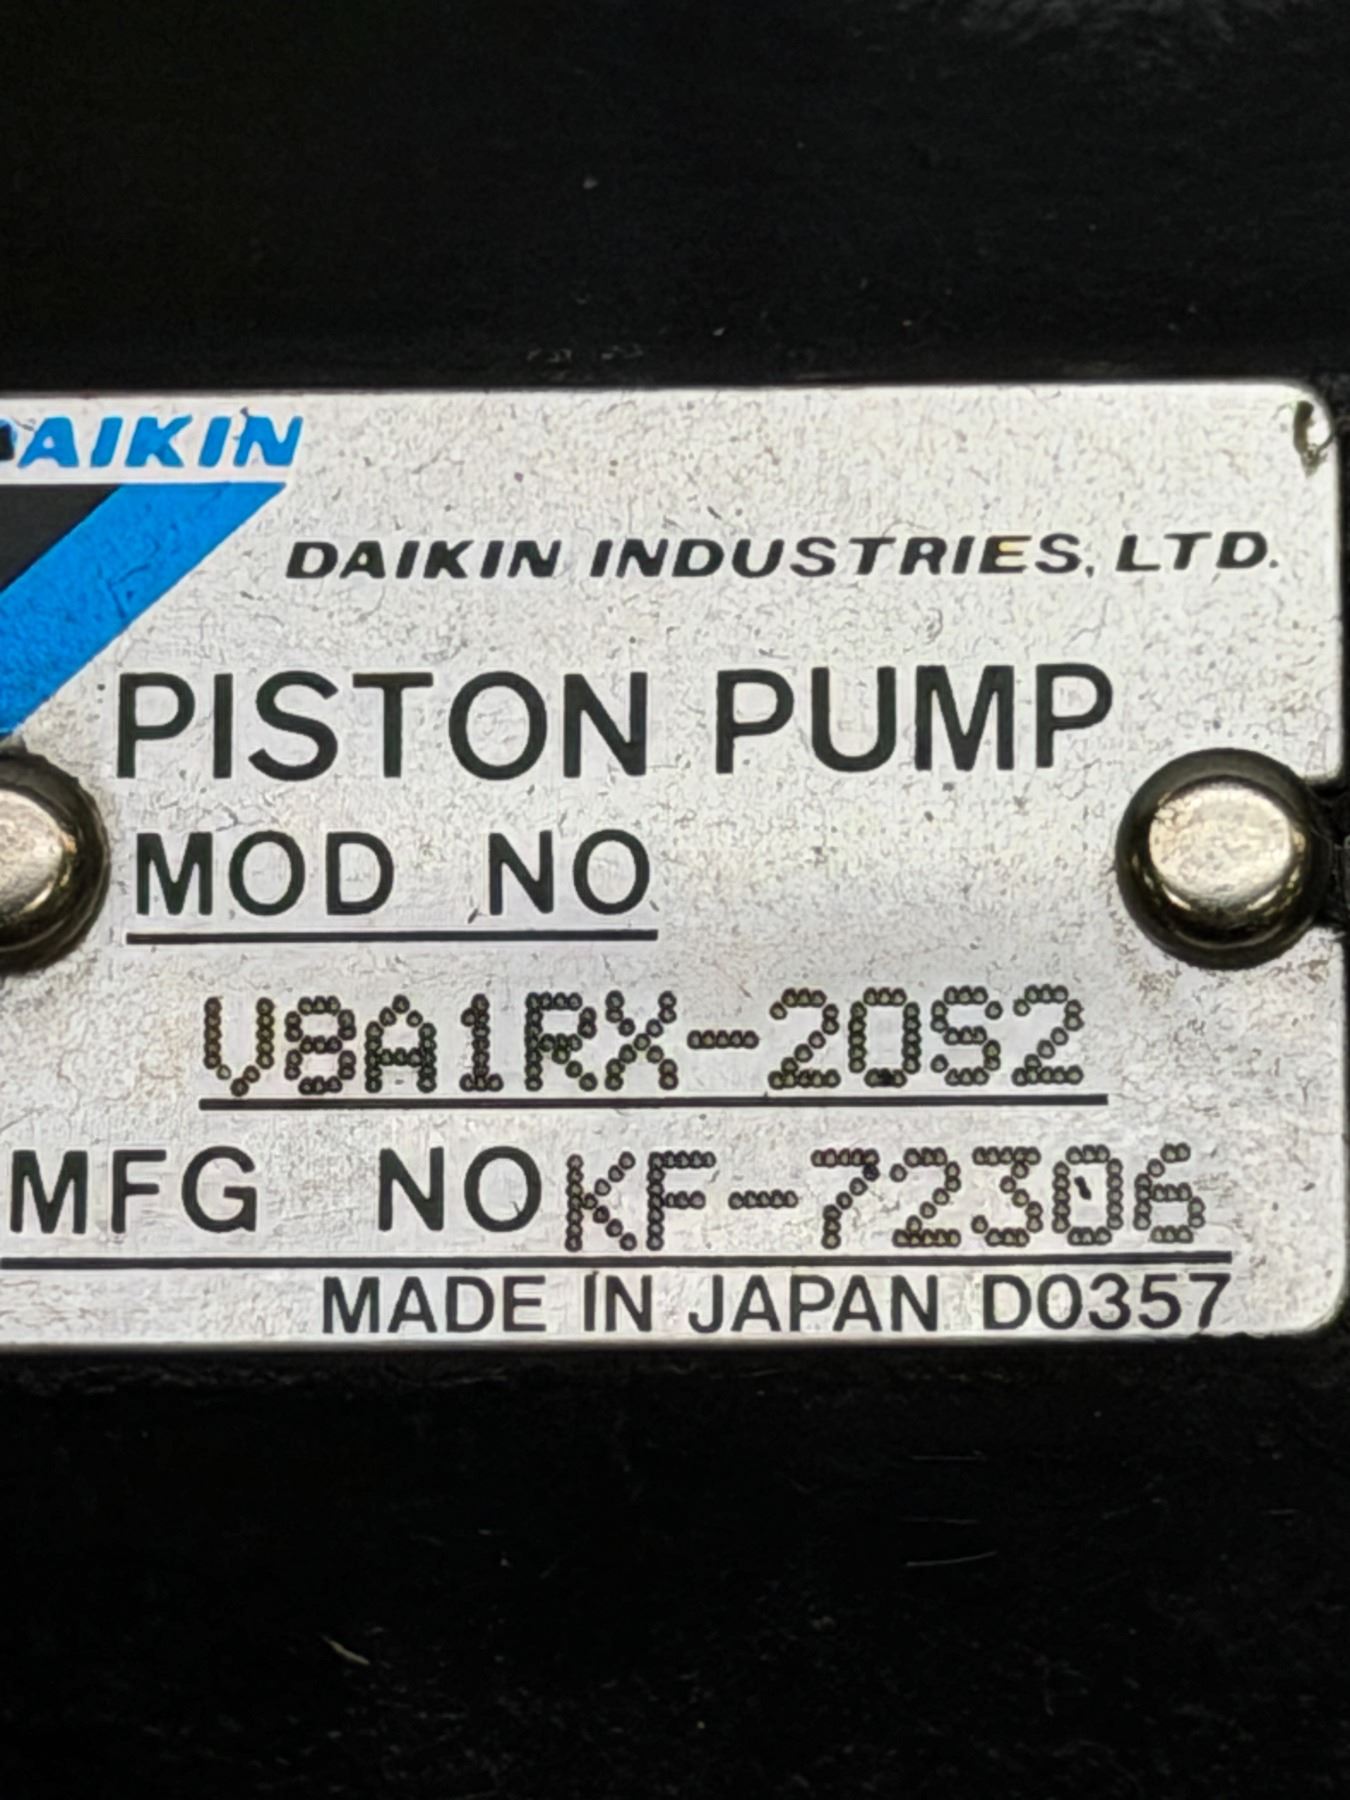 DAIKIN
DAIKIN INDUSTRIES, LTD.
PISTON PUMP
MOD NO
V8A1RX-20S2
MFG NO KF-72306
MADE IN JAPAN D0357